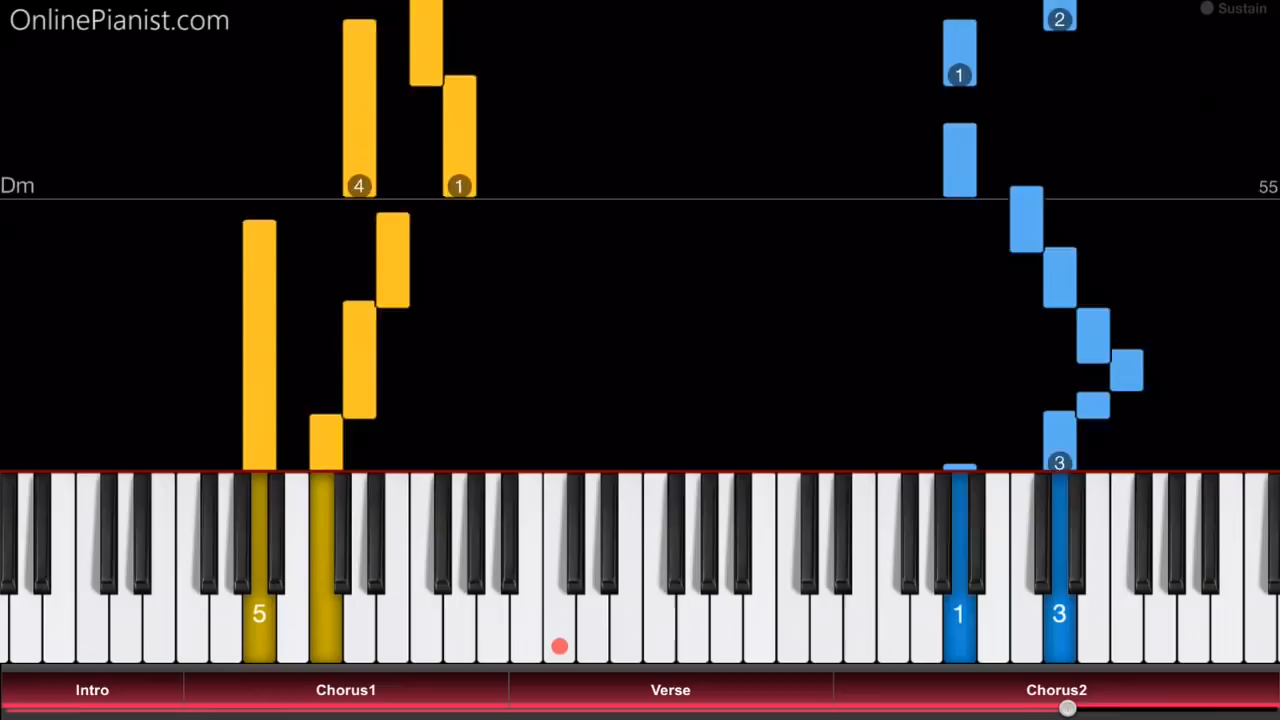 OnlinePianist.com
Sustain
2
1
Dm
4
1
55
3
5
1
3
Intro
Chorus1
Verse
Chorus2